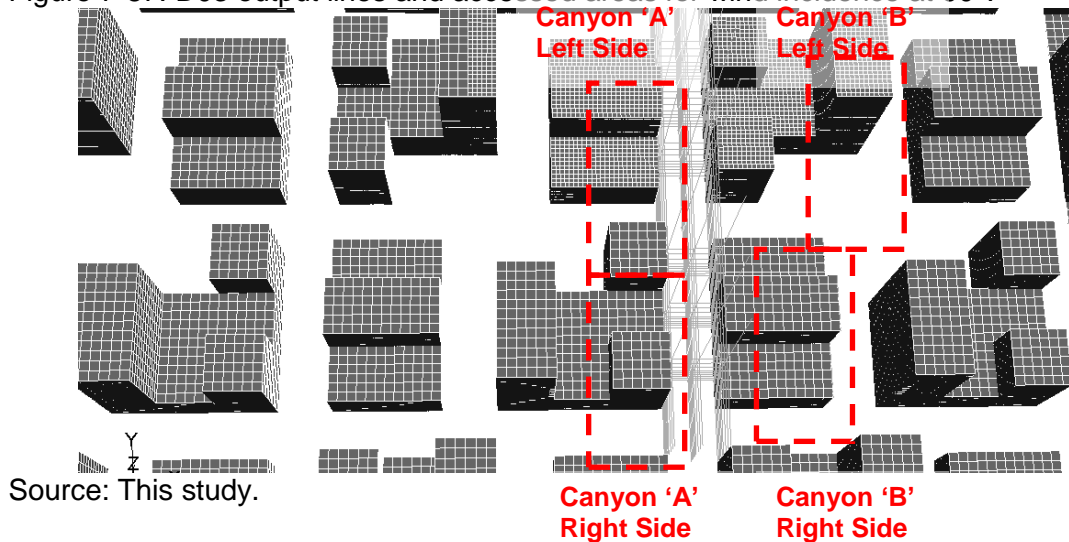 Canyon ‘A’ Canyon ‘B’
Left Side Left Side
Y
Z
Source: This study.
Canyon ‘A’ Canyon ‘B’
Right Side Right Side